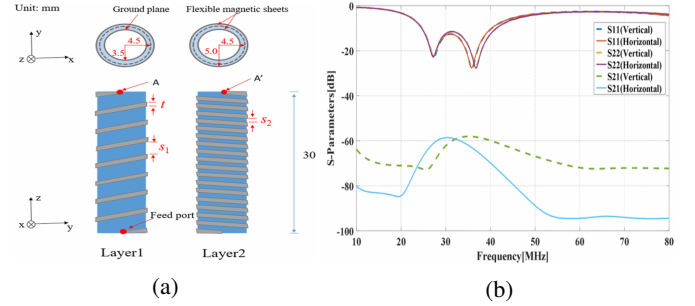 Unit: mm
Ground plane
Flexible magnetic sheets
y
z
x
4.5
3.5
4.5
5.0
A
A'
t
s1
s2
30
z
x
y
Feed port
Layer1
Layer2
(a)
S-Parameters[dB]
0
-20
-40
-60
-80
-100
S11(Vertical)
S11(Horizontal)
S22(Vertical)
S22(Horizontal)
S21(Vertical)
S21(Horizontal)
10 20 30 40 50 60 70 80
Frequency[MHz]
(b)